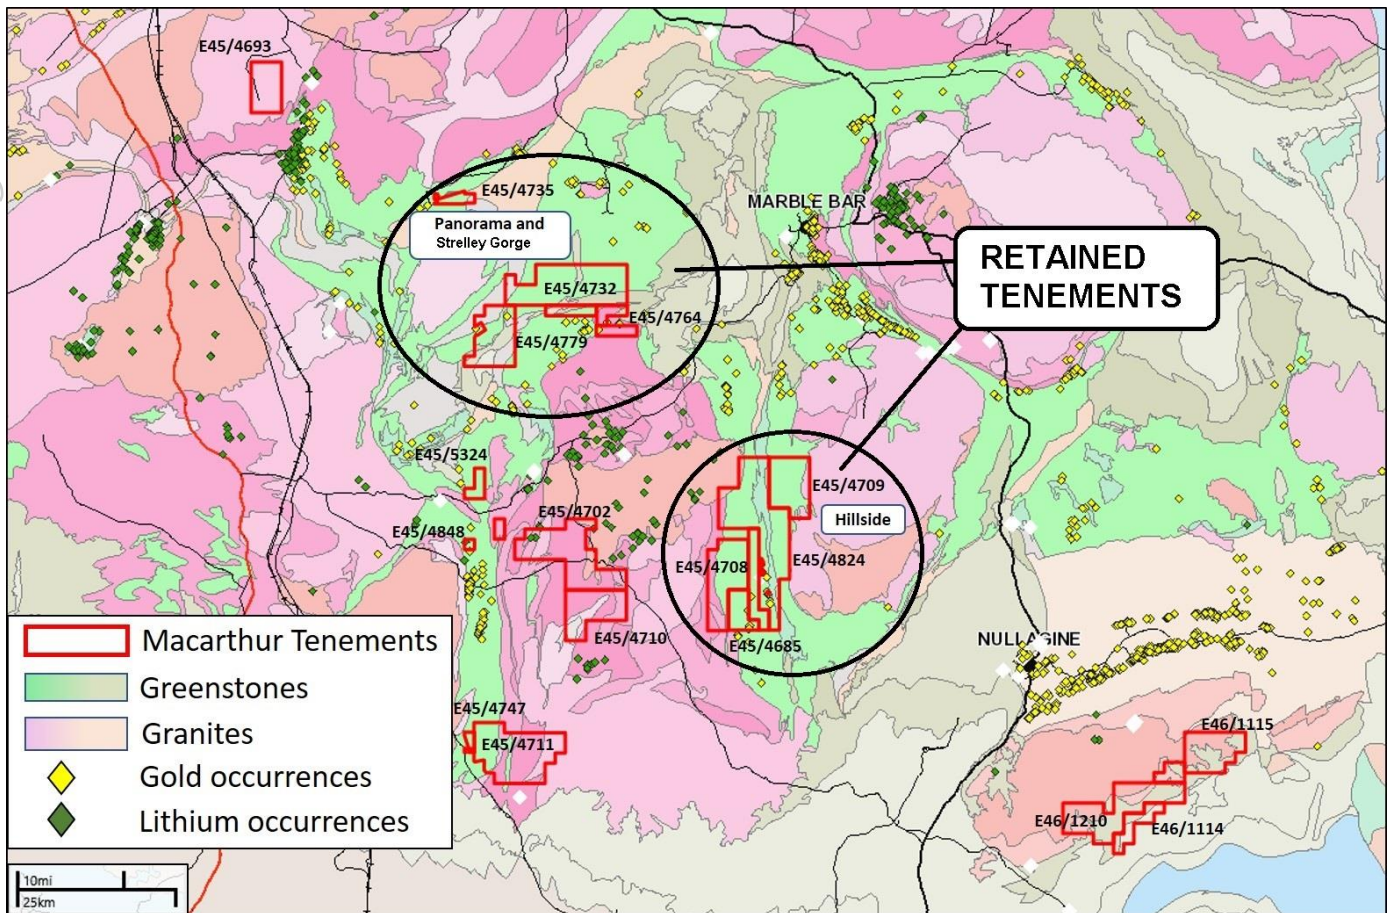 E45/4693
E45/4735
Panorama and
Strelley Gorge
MARBLE BAR
RETAINED
TENEMENTS
E45/4732
E45/4764
E45/4779
E45/5324
E45/4709
E45/4702
Hillside
E45/4848
E45/4708
E45/4824
E45/4710
E45/4685
NULLAGINE
Macarthur Tenements
Greenstones
Granites
Gold occurrences
Lithium occurrences
E45/4747
E45/4711
E46/1115
E46/1210
E46/1114
10mi
25km